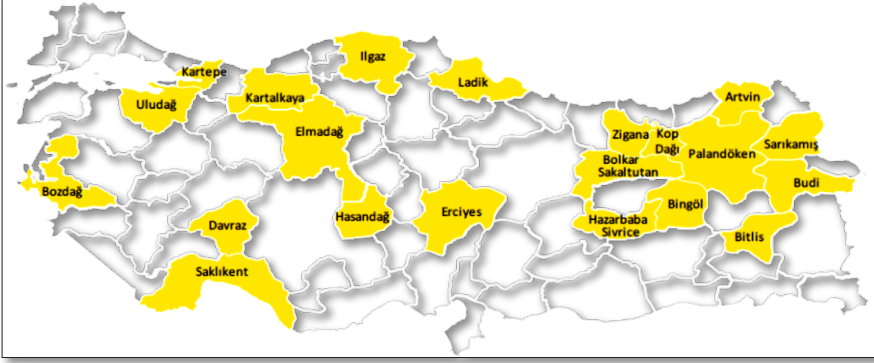 Ilgaz
Kartepe
Ladik
Kartalkaya
Uludağ
Artvin
Elmadağ
Zigana
Kop
Dağı
Sarıkamış
Palandöken
Bolkar
Sakaltutan
Budi
Bozdağ
Bingöl
Hasandağ
Erciyes
Davraz
Hazarbaba
Sivrice
Bitlis
Saklıkent